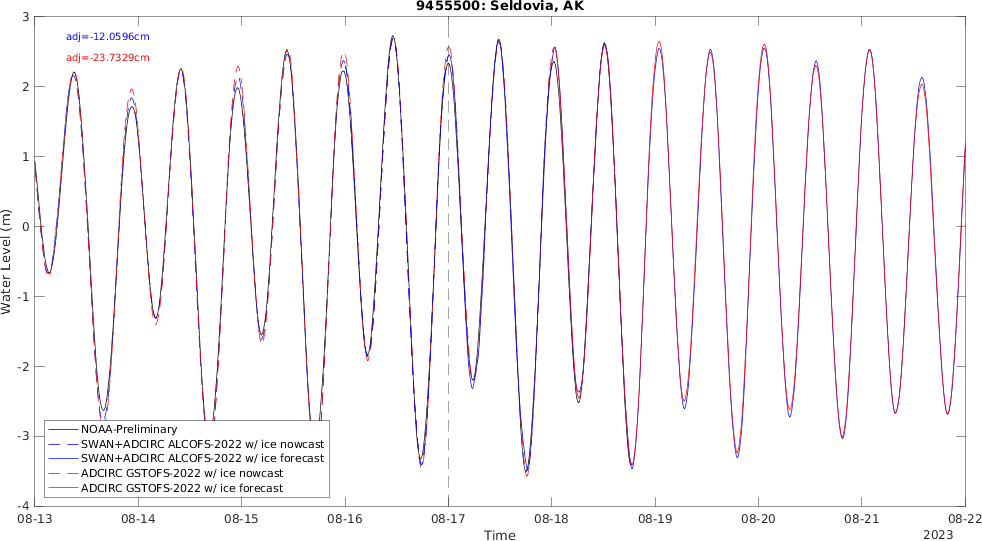 9455500: Seldovia, AK
adj=-12.0596cm
adj=-23.7329cm
3
2
1
0
-1
-2
-3
-4
Water Level (m)
NOAA-Preliminary
SWAN+ADCIRC ALCOFS-2022 w/ ice nowcast
SWAN+ADCIRC ALCOFS-2022 w/ ice forecast
ADCIRC GSTOFS-2022 w/ ice nowcast
ADCIRC GSTOFS-2022 w/ ice forecast
08-13 08-14 08-15 08-16 08-17 08-18 08-19 08-20 08-21 08-22
Time
2023